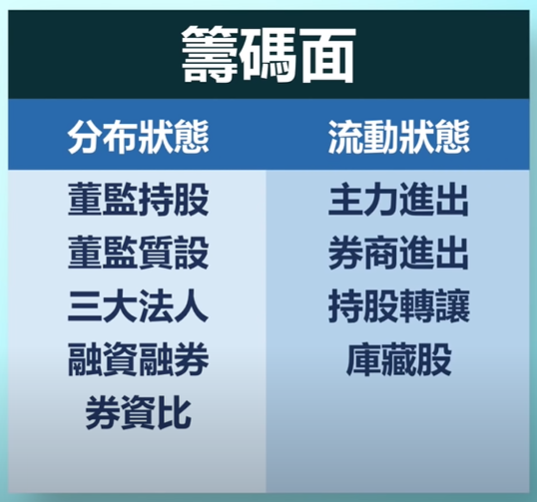 籌碼面
分布狀態 流動狀態
董監持股 主力進出
董監質設 券商進出
三大法人 持股轉讓
融資融券 庫藏股
券資比